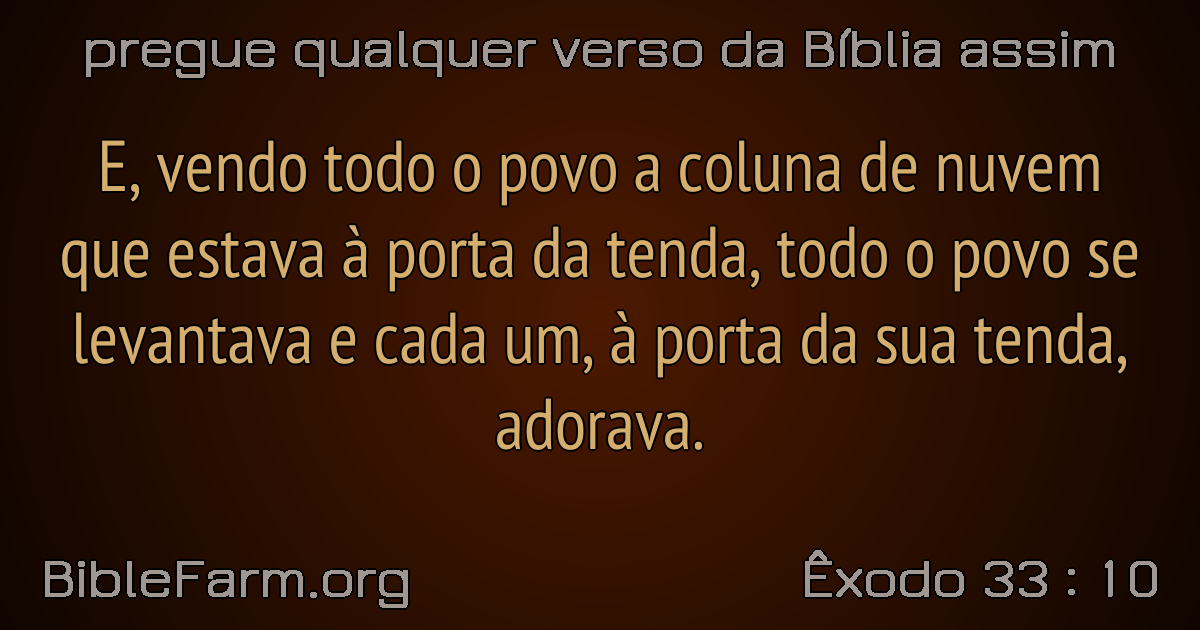 pregue qualquer verso da Bíblia assim
E, vendo todo o povo a coluna de nuvem
que estava à porta da tenda, todo o povo se
levantava e cada um, à porta da sua tenda,
adorava.
BibleFarm.org
Êxodo 33 : 10